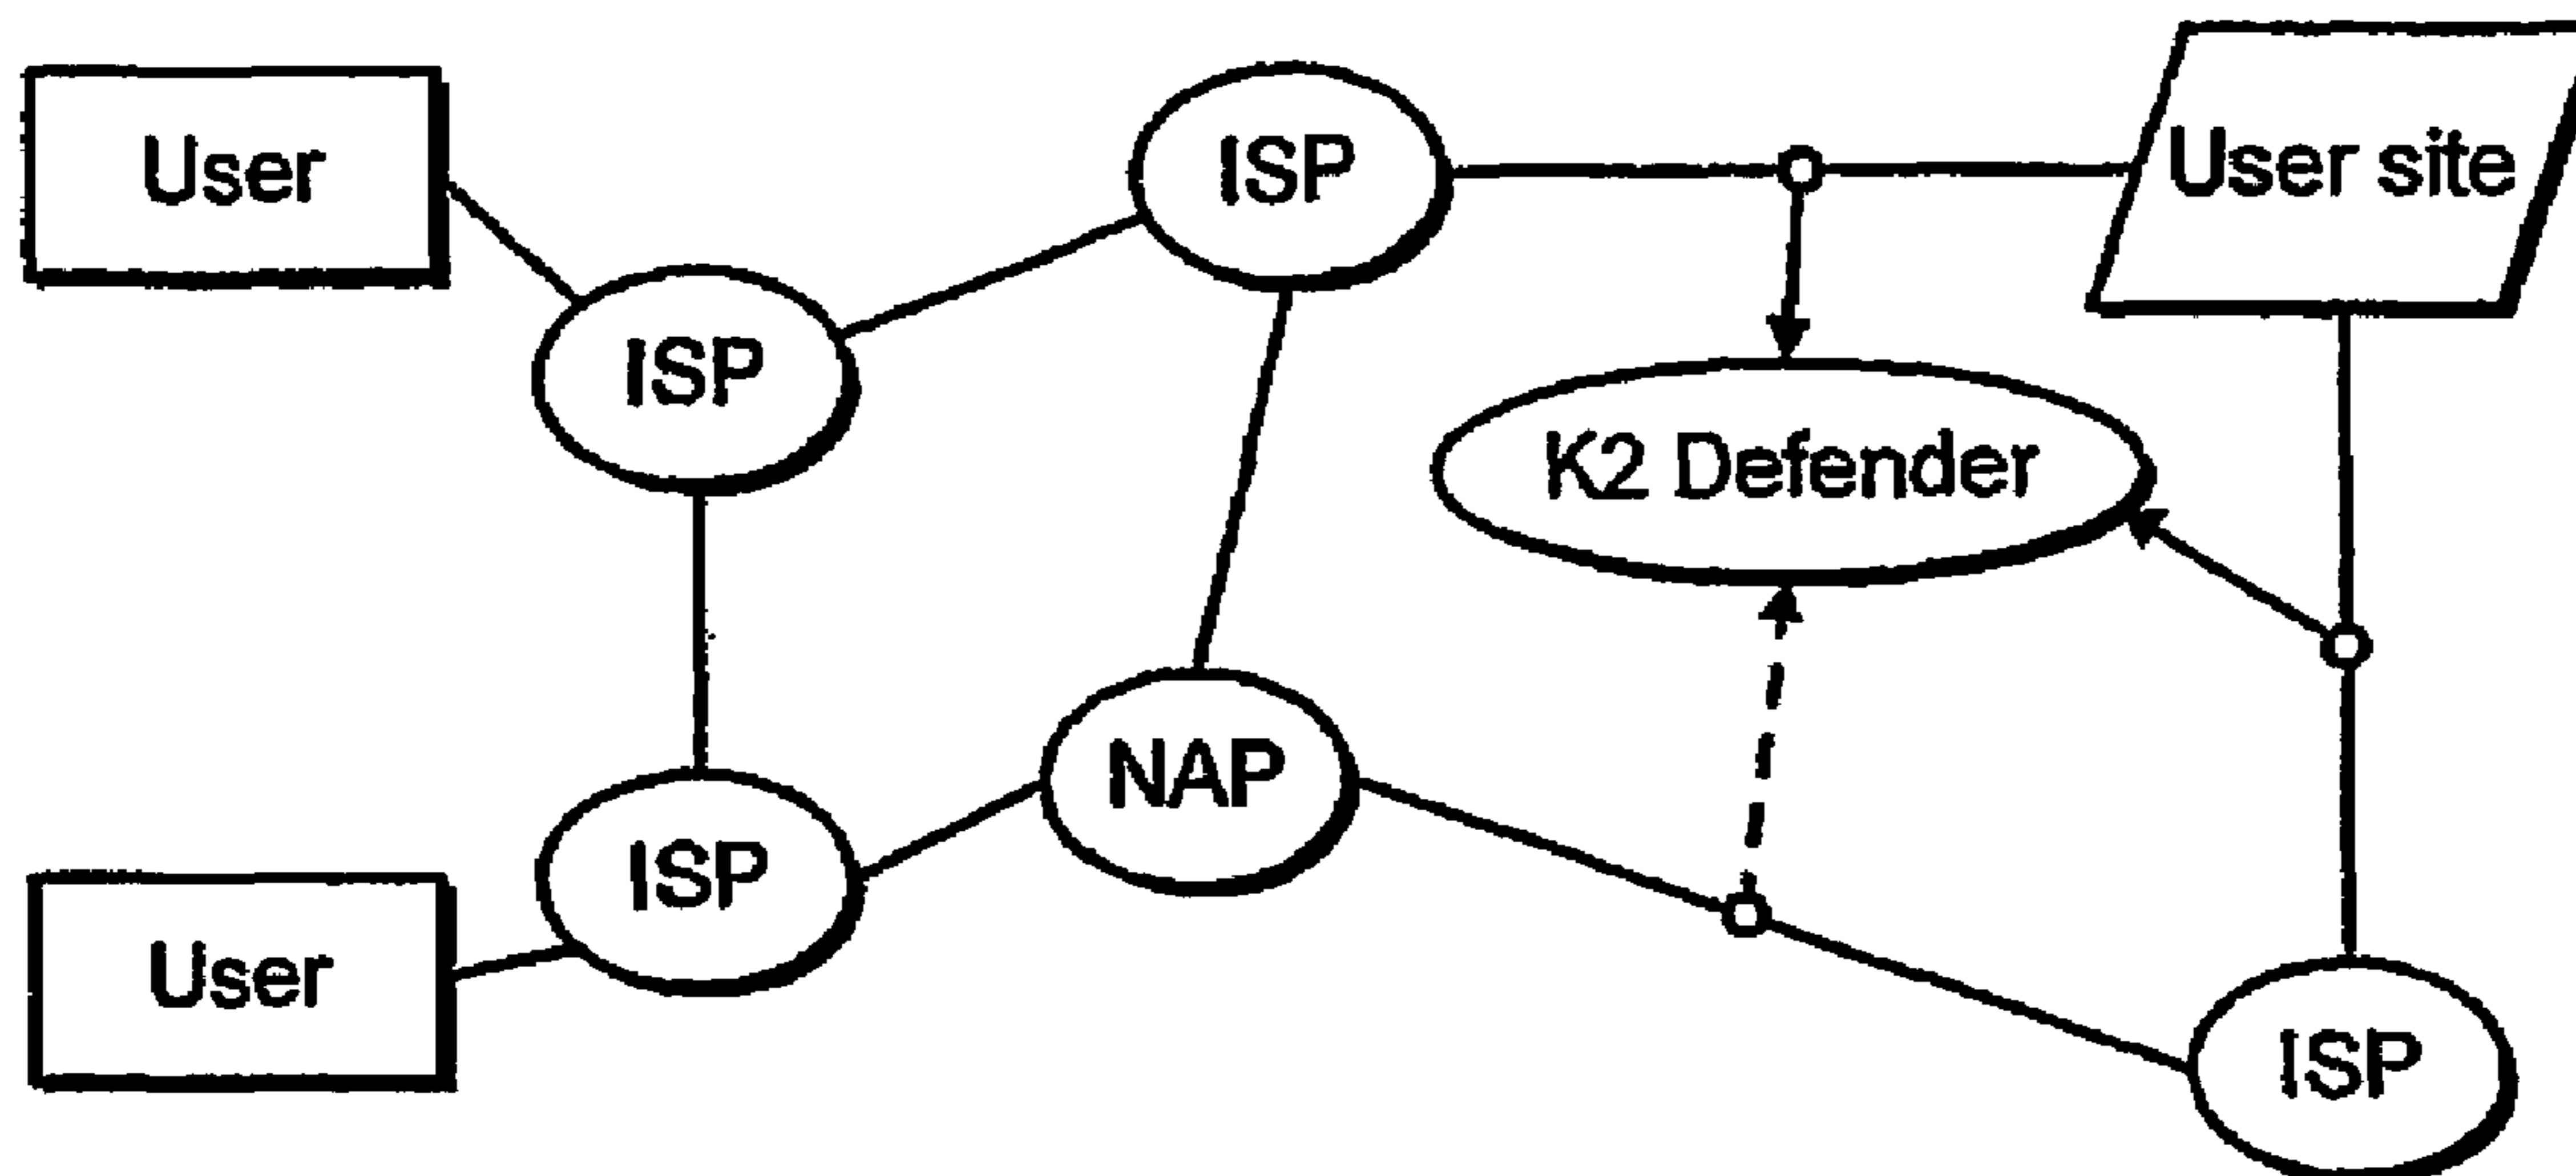 User
ISP
User site
ISP
K2 Defender
NAP
ISP
User
ISP